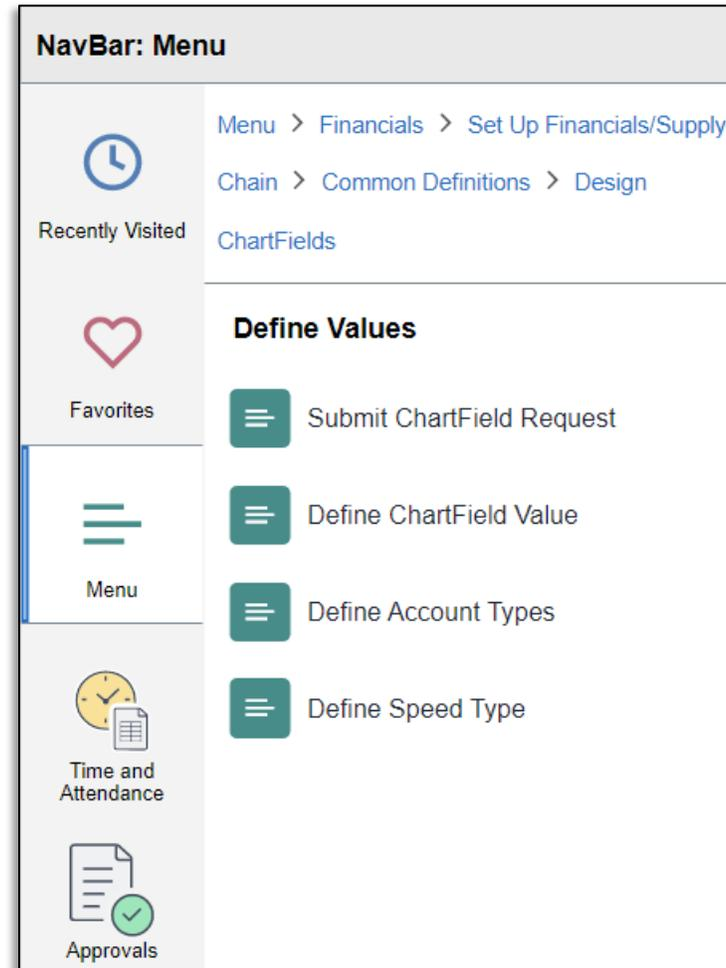 NavBar: Menu
Recently Visited
Favorites
Menu
Time and
Attendance
Approvals
Menu > Financials > Set Up Financials/Supply
Chain > Common Definitions > Design
ChartFields
Define Values
Submit ChartField Request
Define ChartField Value
Define Account Types
Define Speed Type